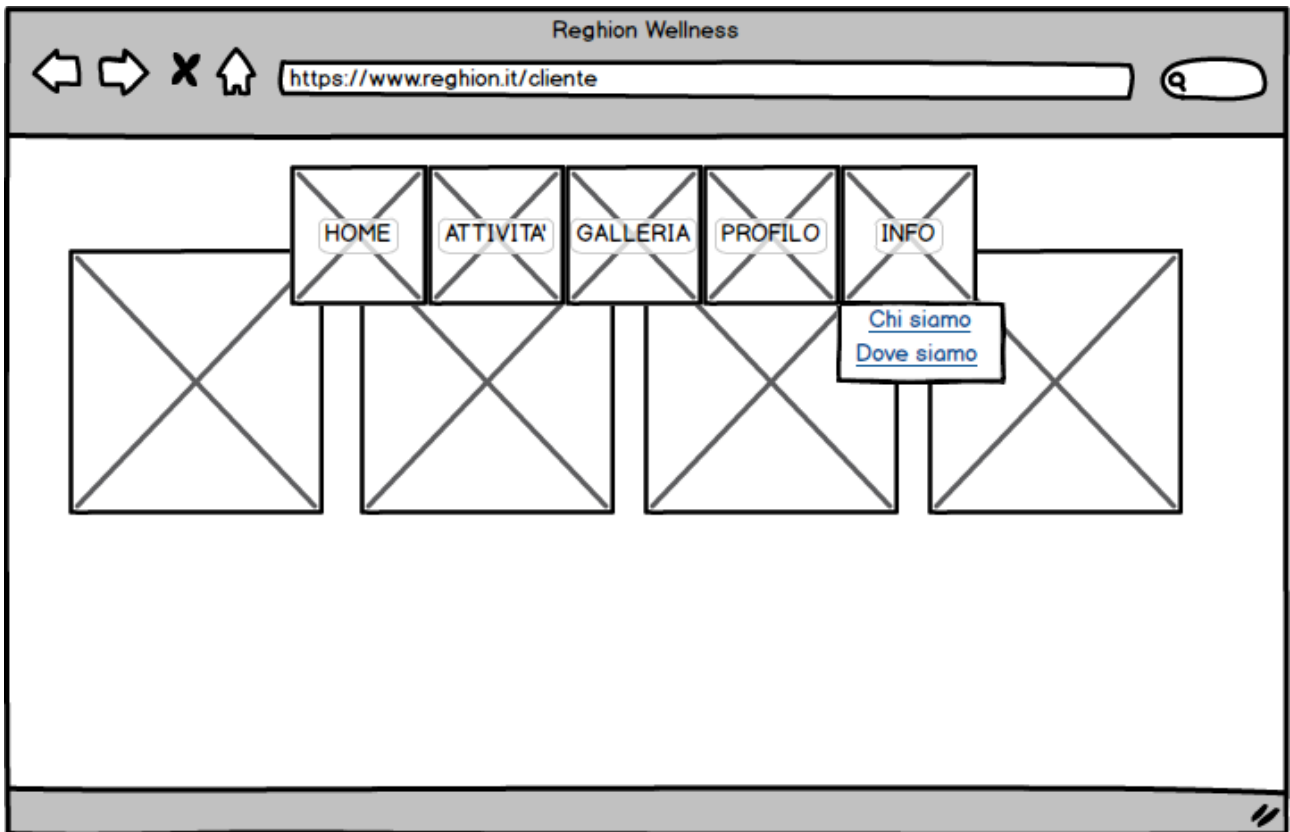 Reghion Wellness
https://www.reghion.it/cliente
HOME
ATTIVITA'
GALLERIA
PROFILO
INFO
Chi siamo
Dove siamo